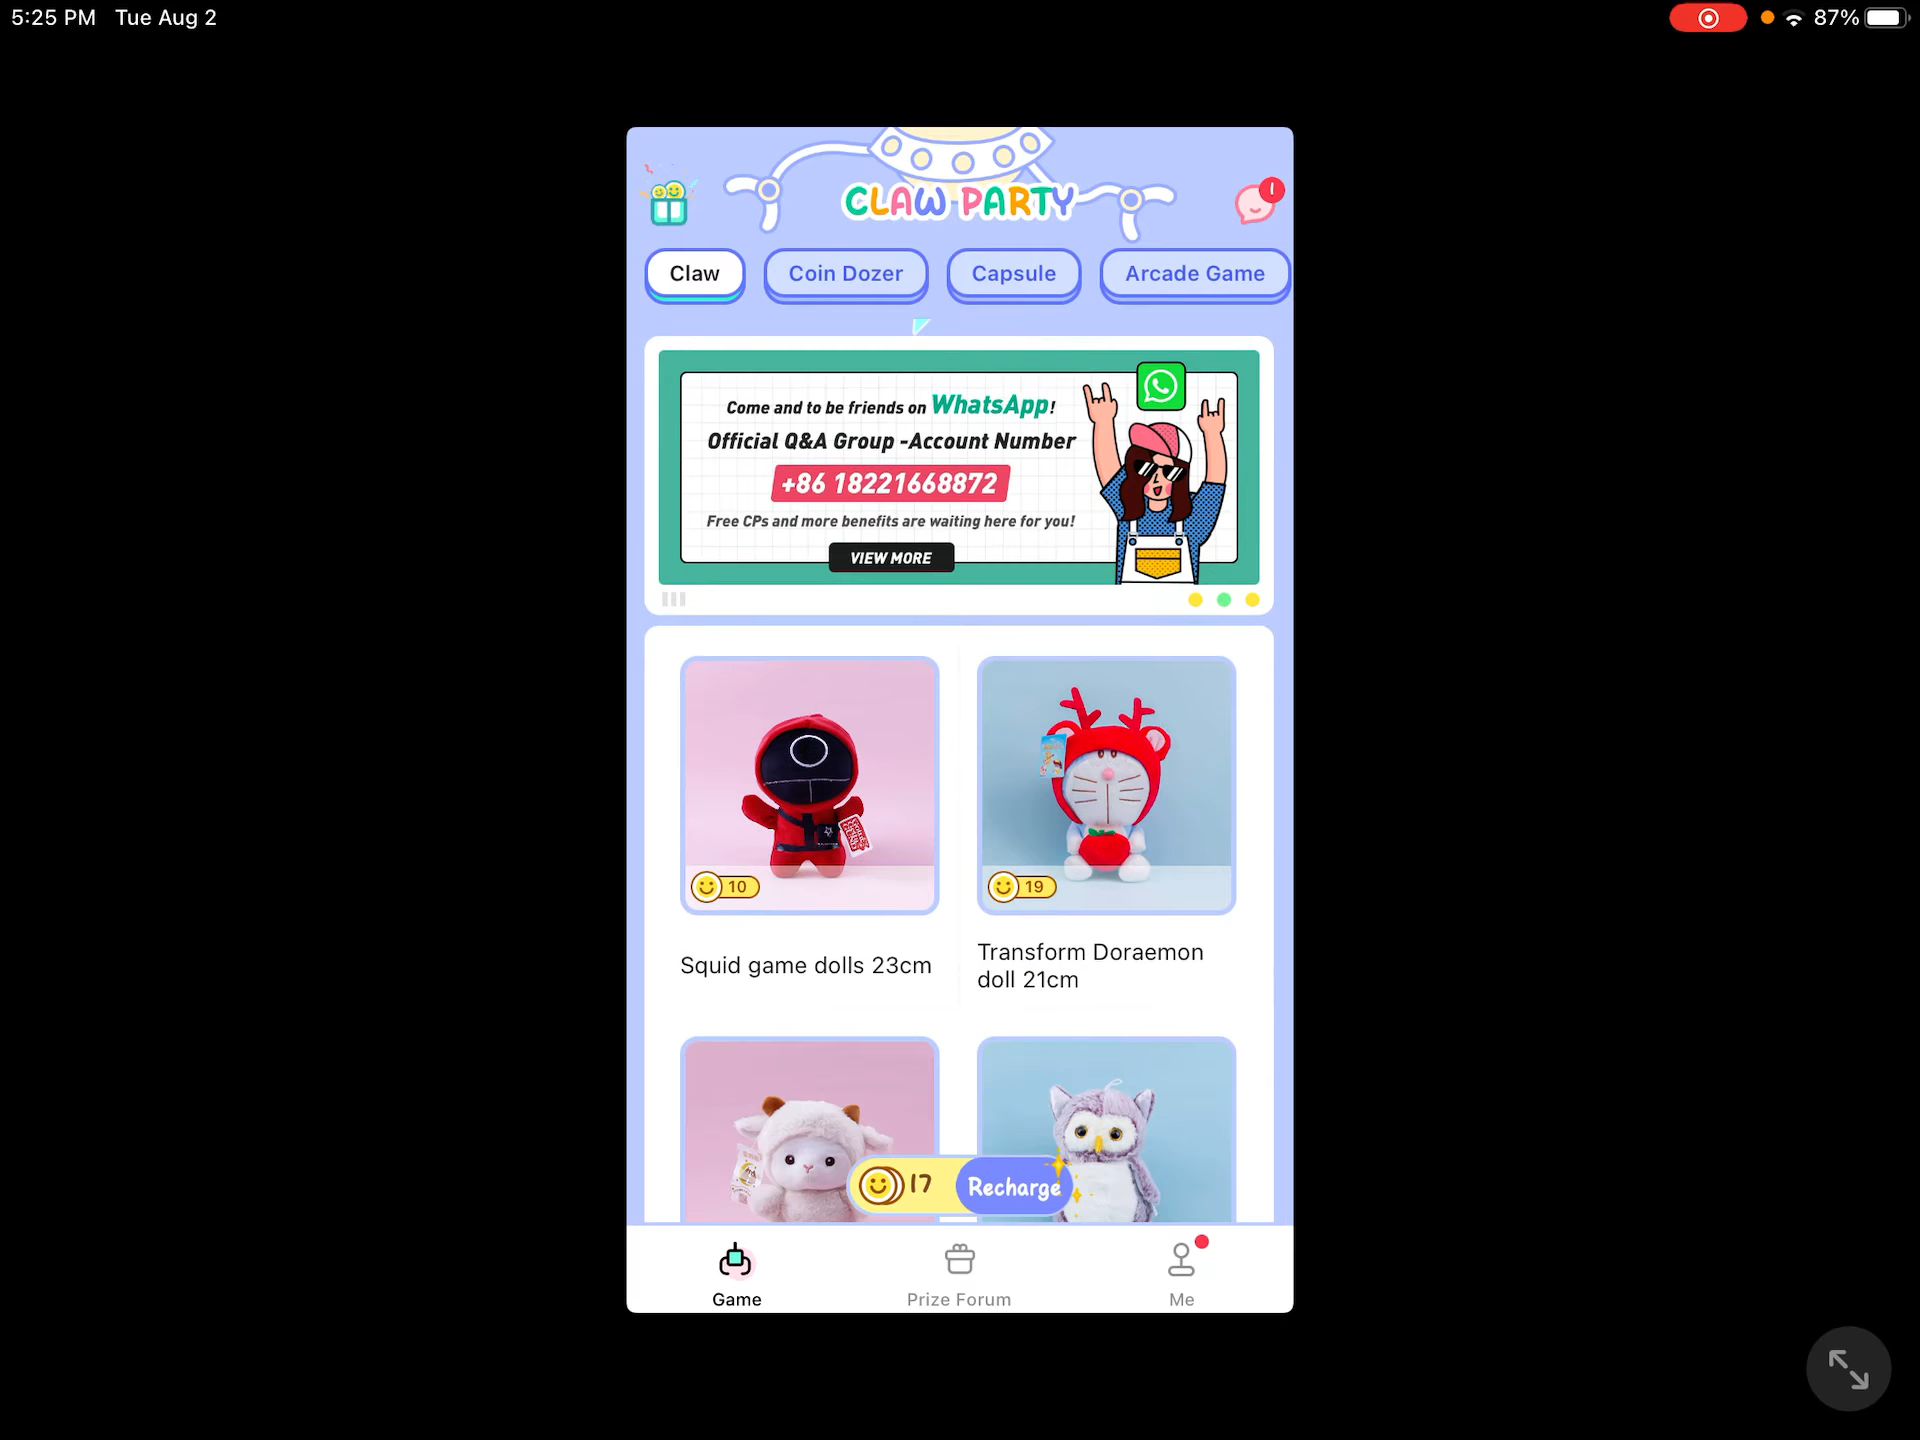 5:25 PM Tue Aug 2
87%
CLAW PARTY
Claw
Coin Dozer
Capsule
Arcade Game
Come and to be friends on WhatsApp!
Official Q&A Group -Account Number
+86 18221668872
Free CPs and more benefits are waiting here for you!
VIEW MORE
10
19
Squid game dolls 23cm
Transform Doraemon
doll 21cm
17
Recharge
Game
Prize Forum
Me